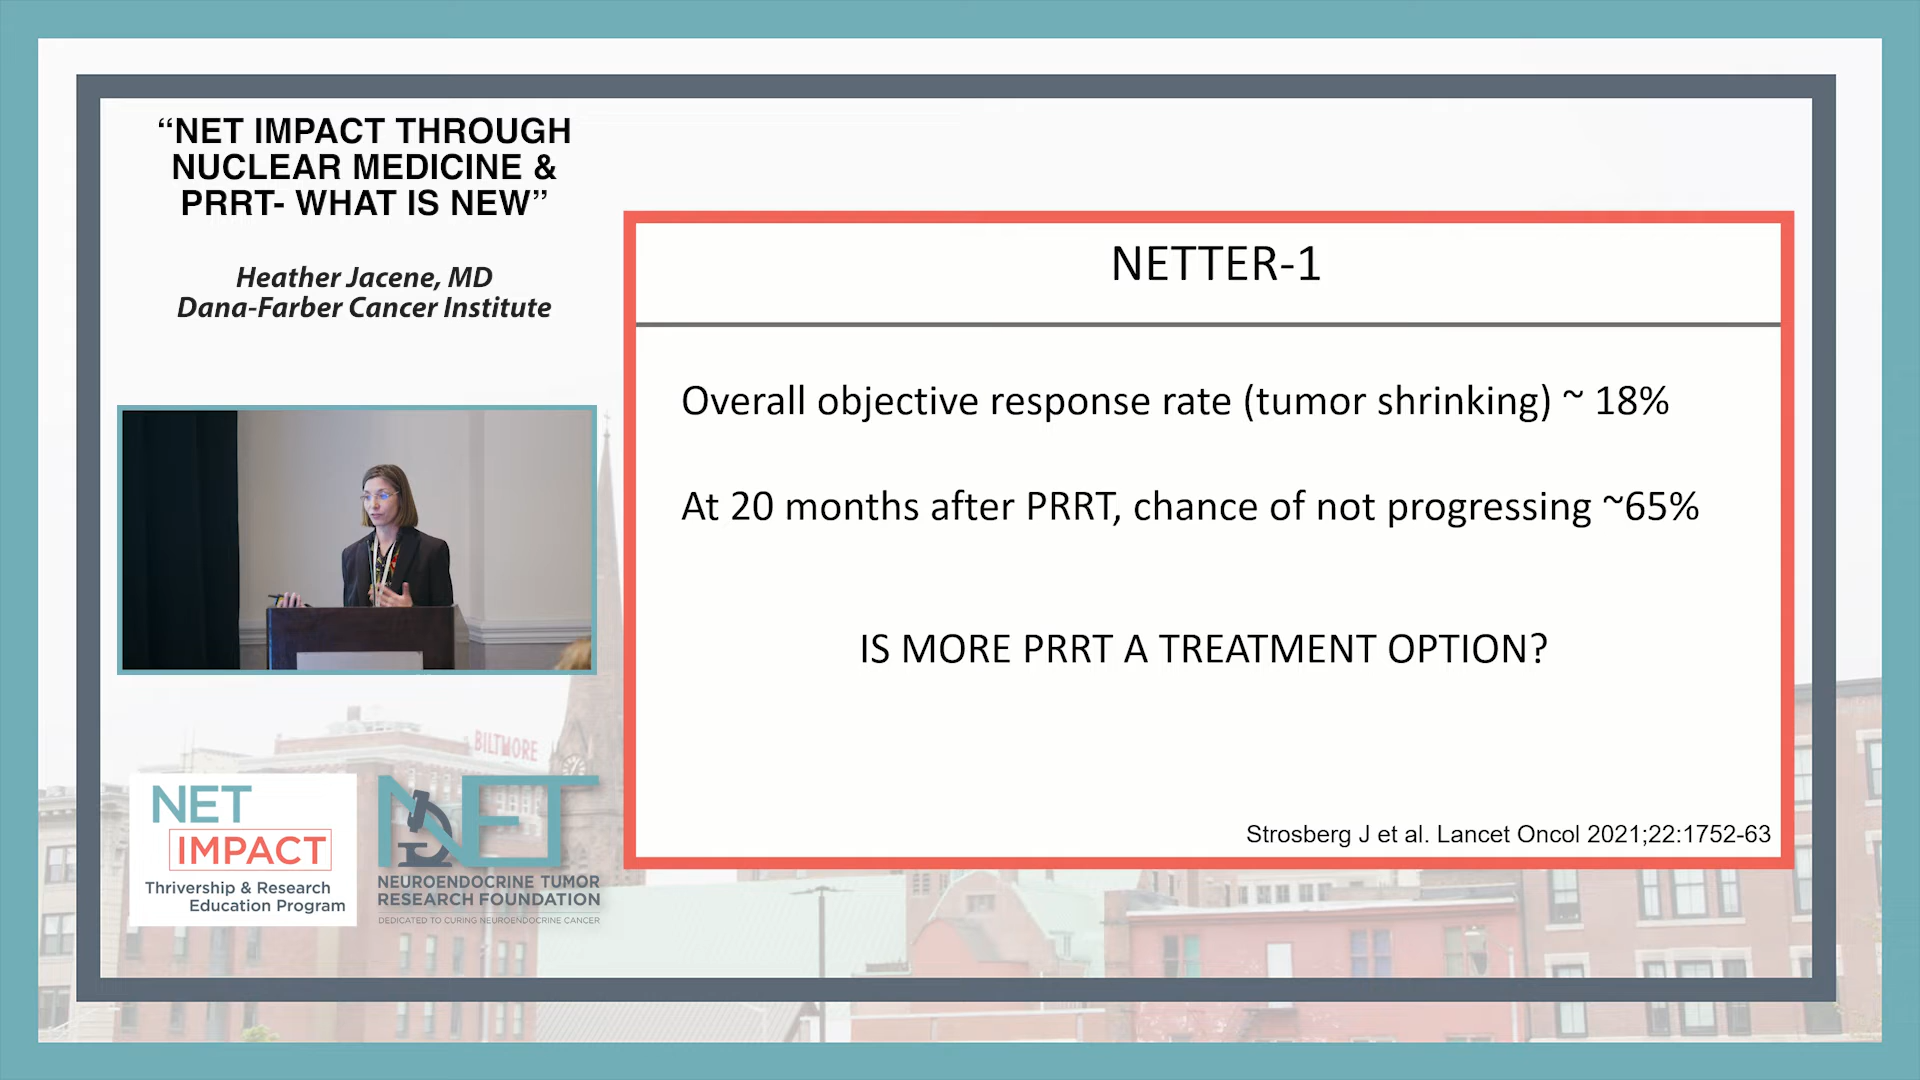 “NET IMPACT THROUGH
NUCLEAR MEDICINE &
PRRT- WHAT IS NEW”
Heather Jacene, MD
Dana-Farber Cancer Institute
NETTER-1
Overall objective response rate (tumor shrinking) ~ 18%
At 20 months after PRRT, chance of not progressing ~65%
IS MORE PRRT A TREATMENT OPTION?
Strosberg J et al. Lancet Oncol 2021;22:1752-63
BILTMORE
NET
IMPACT
Thrivership & Research
Education Program
NET
NEUROENDOCRINE TUMOR
RESEARCH FOUNDATION
DEDICATED TO CURING NEUROENDOCRINE CANCER